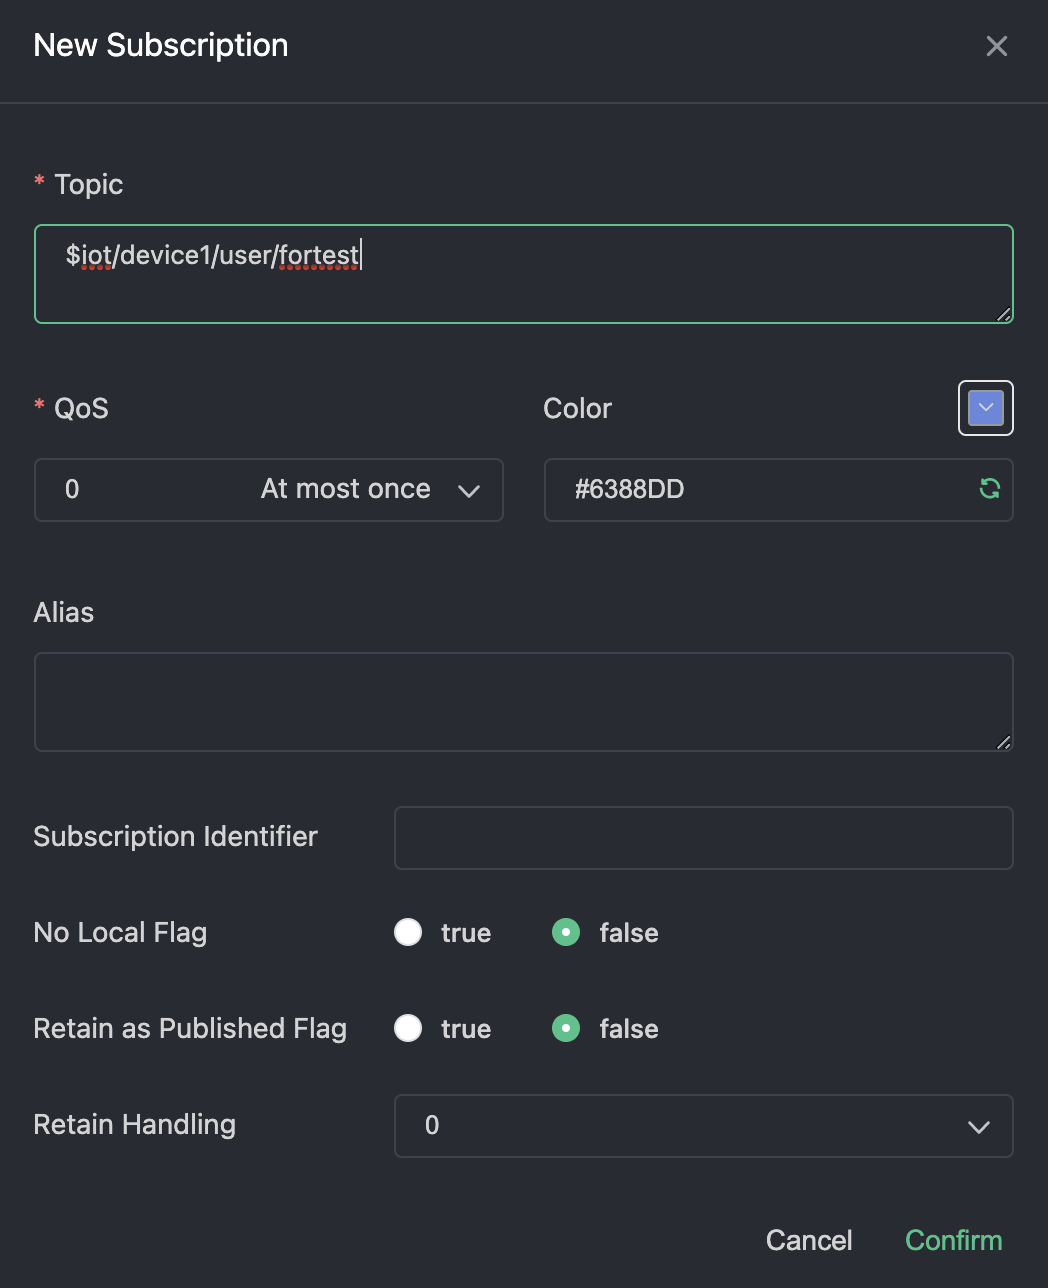 New Subscription
* Topic
$iot/device1/user/fortest
* QoS
Color
0 At most once
#6388DD
Alias
Subscription Identifier
No Local Flag true false
Retain as Published Flag true false
Retain Handling 0
Cancel Confirm